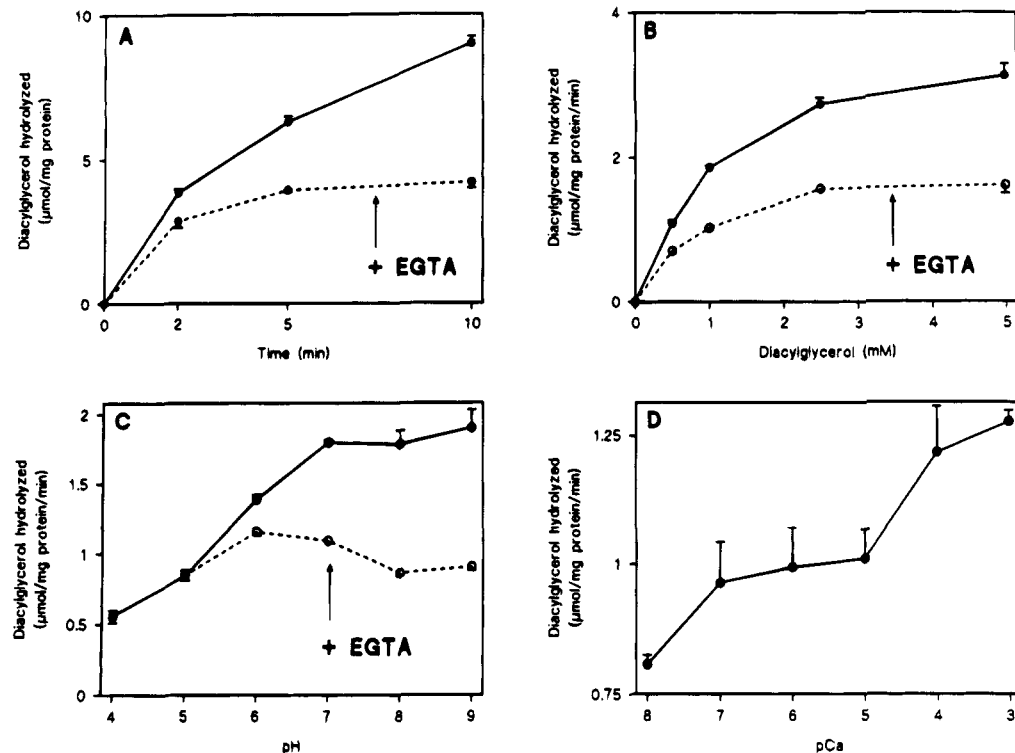 A
Diacylglycerol hydrolyzed
(μmol/mg protein)
10
5
0
0 2 5 10
Time (min)
+ EGTA
B
Diacylglycerol hydrolyzed
(μmol/mg protein/min)
4
2
0
0 1 2 3 4 5
Diacylglycerol (mM)
+ EGTA
C
Diacylglycerol hydrolyzed
(μmol/mg protein/min)
2
1.5
1
0.5
0
4 5 6 7 8 9
pH
+ EGTA
D
Diacylglycerol hydrolyzed
(μmol/mg protein/min)
1.25
1
0.75
8 7 6 5 4 3
pCa